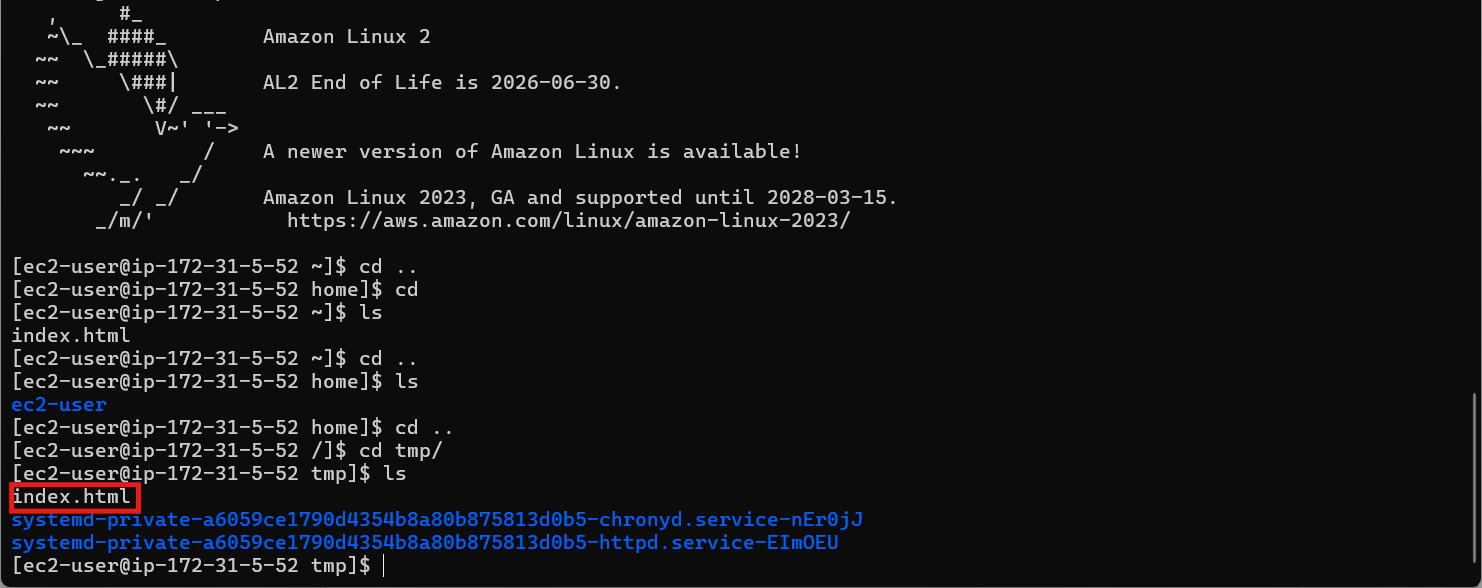 ,     #_
   ~\_  ####_        Amazon Linux 2
  ~~  \_#####\
  ~~     \###|       AL2 End of Life is 2026-06-30.
  ~~       \#/ ___
   ~~       V~' '->
    ~~~         /    A newer version of Amazon Linux is available!
      ~~._.   _/
         _/ _/       Amazon Linux 2023, GA and supported until 2028-03-15.
       _/m/'           https://aws.amazon.com/linux/amazon-linux-2023/
[ec2-user@ip-172-31-5-52 ~]$ cd ..
[ec2-user@ip-172-31-5-52 home]$ cd
[ec2-user@ip-172-31-5-52 ~]$ ls
index.html
[ec2-user@ip-172-31-5-52 ~]$ cd ..
[ec2-user@ip-172-31-5-52 home]$ ls
ec2-user
[ec2-user@ip-172-31-5-52 home]$ cd ..
[ec2-user@ip-172-31-5-52 /]$ cd tmp/
[ec2-user@ip-172-31-5-52 tmp]$ ls
index.html
systemd-private-a6059ce1790d4354b8a80b875813d0b5-chronyd.service-nEr0jJ
systemd-private-a6059ce1790d4354b8a80b875813d0b5-httpd.service-EImOEU
[ec2-user@ip-172-31-5-52 tmp]$